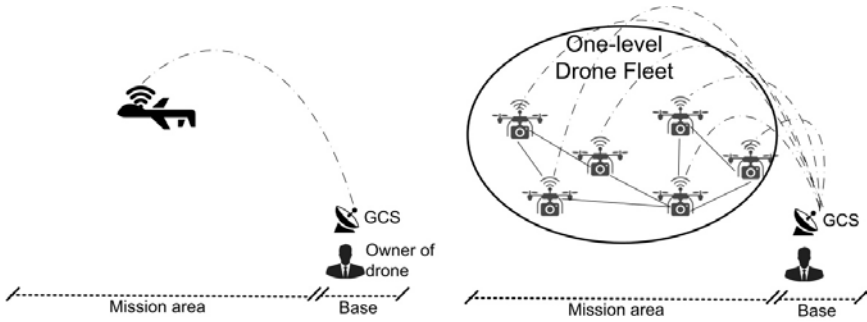 GCS
Owner of
drone
Mission area
Base
One-level
Drone Fleet
GCS
Mission area
Base